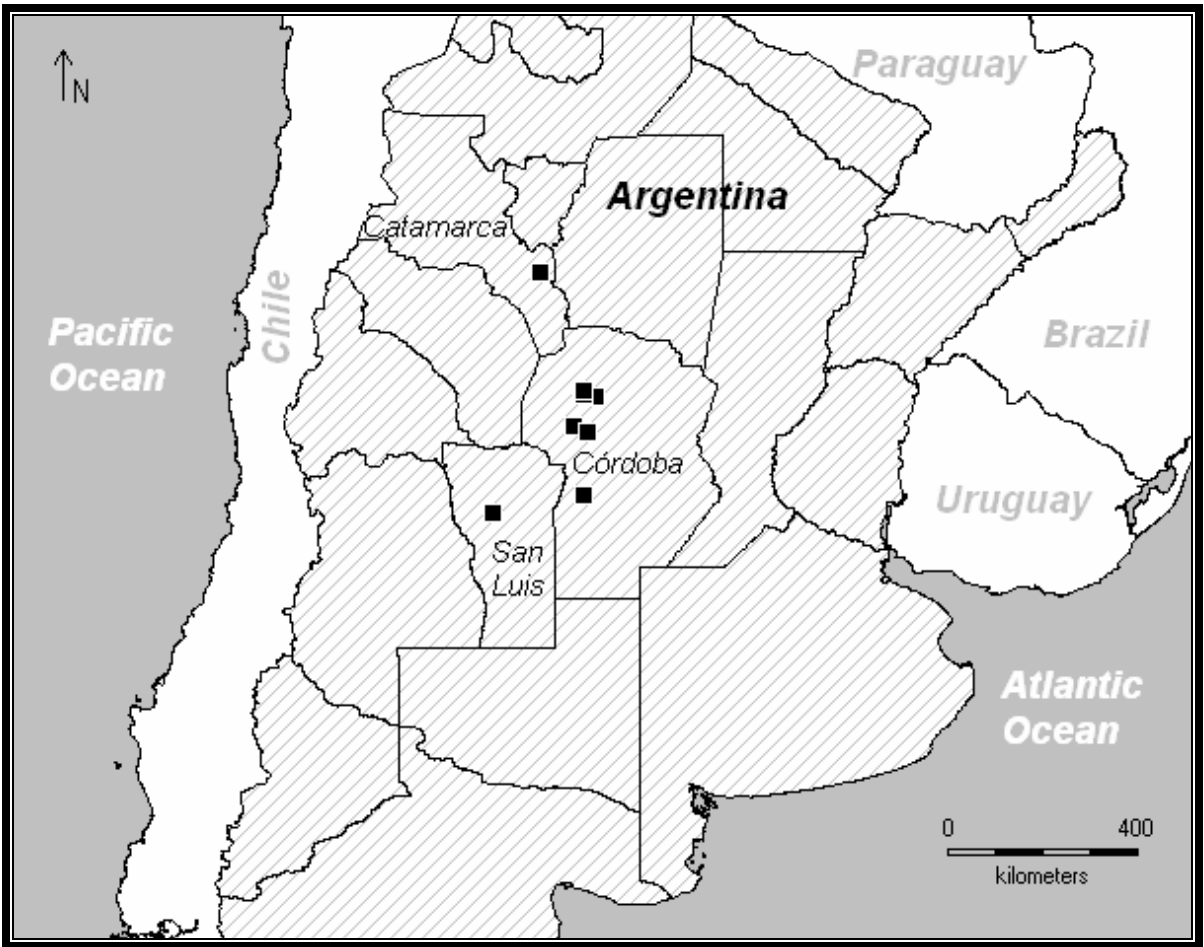 N
Paraguay
Argentina
Catamarca
Chile
Pacific
Ocean
Brazil
Córdoba
Uruguay
San
Luis
Atlantic
Ocean
0 400
kilometers